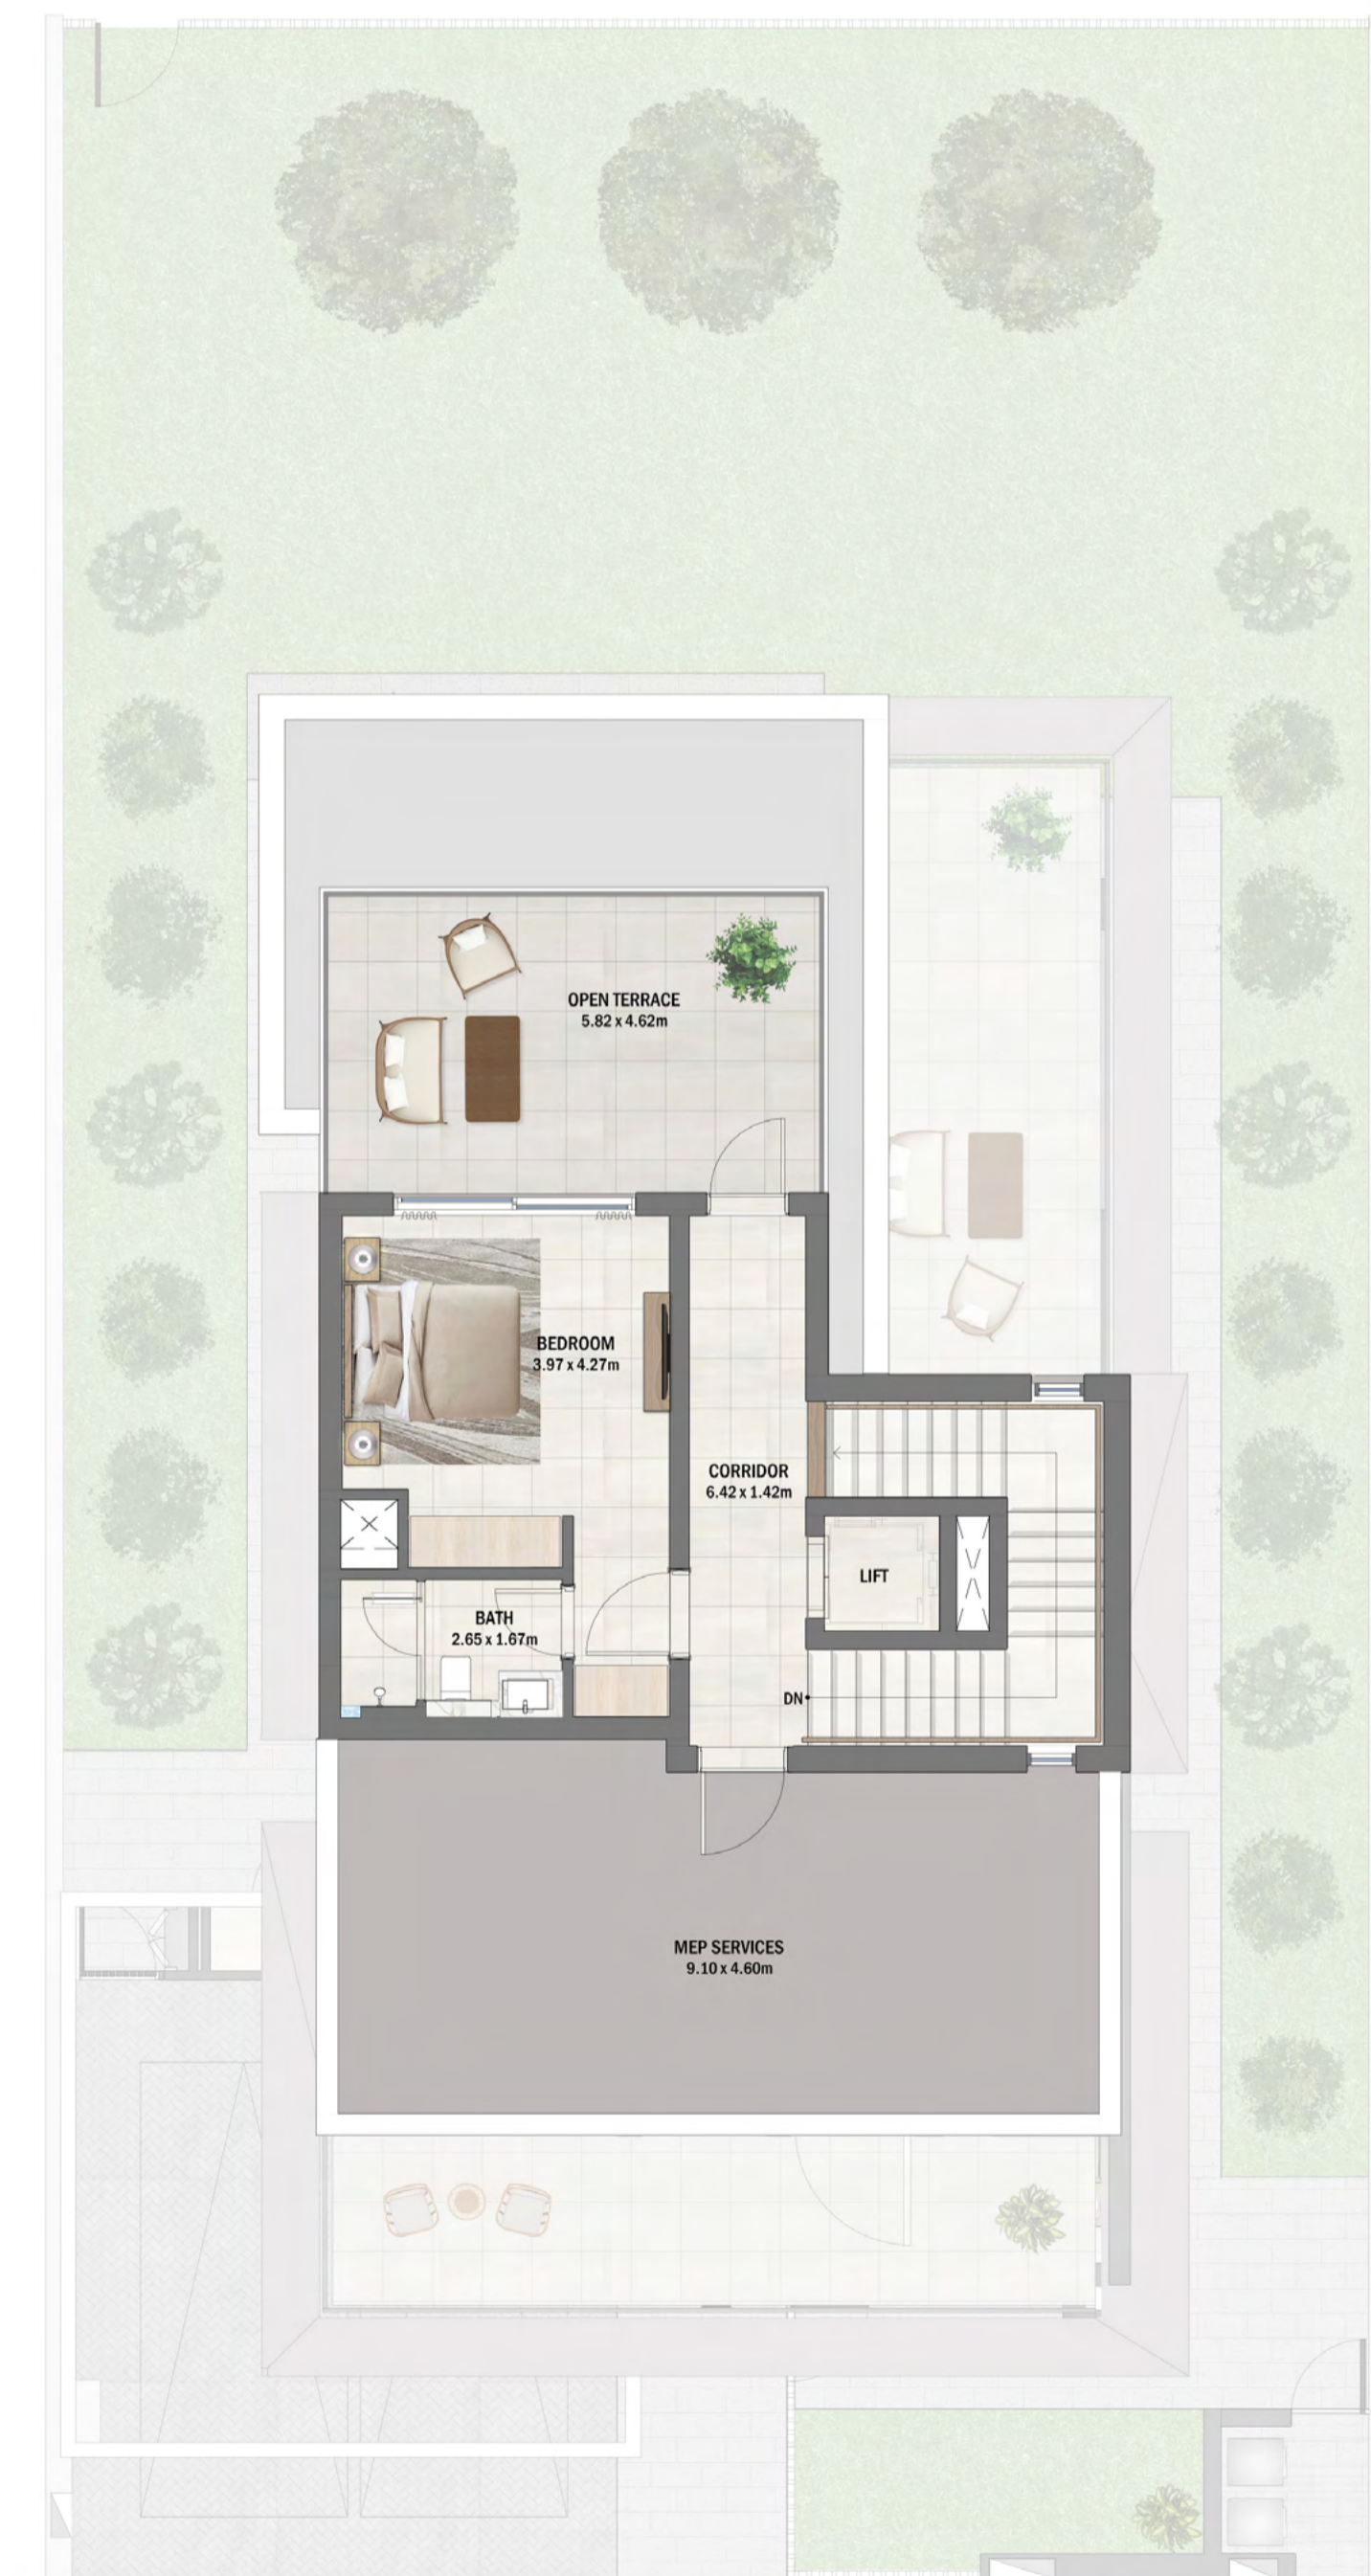 OPEN TERRACE
5.82 x 4.62m
BEDROOM
3.97 x 4.27m
CORRIDOR
6.42 x 1.42m
LIFT
BATH
2.65 x 1.67m
DN
MEP SERVICES
9.10 x 4.60m